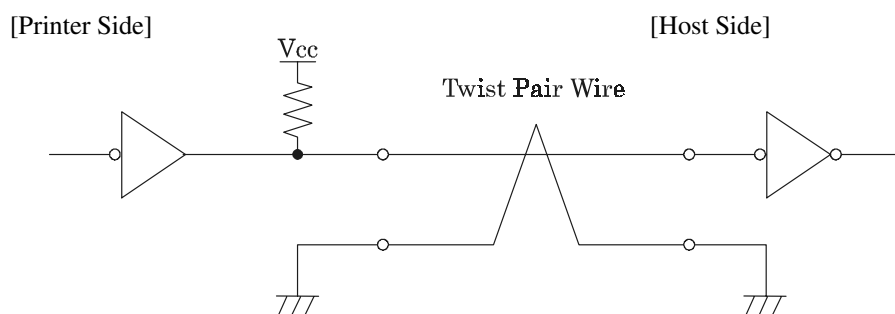 [Printer Side]
[Host Side]
Vcc
Twist Pair Wire